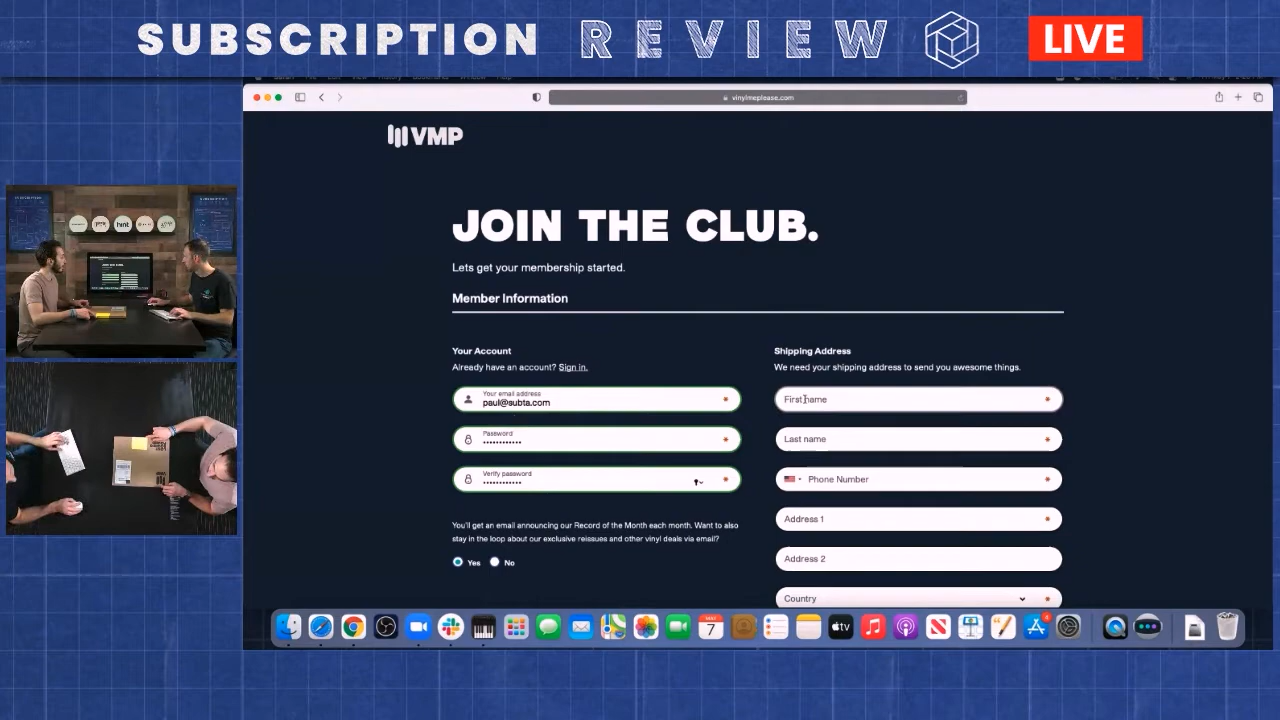 SUBSCRIPTION REVIEW LIVE
vinylmeplease.com
VMP
JOIN THE CLUB.
Lets get your membership started.
Member Information
Your Account
Already have an account? Sign in.
Your email address
paul@subta.com
Password
••••••••••••
Verify password
••••••••••••
You'll get an email announcing our Record of the Month each month. Want to also
stay in the loop about our exclusive reissues and other vinyl deals via email?
Yes No
Shipping Address
We need your shipping address to send you awesome things.
First name
Last name
Phone Number
Address 1
Address 2
Country
hint
7
tv